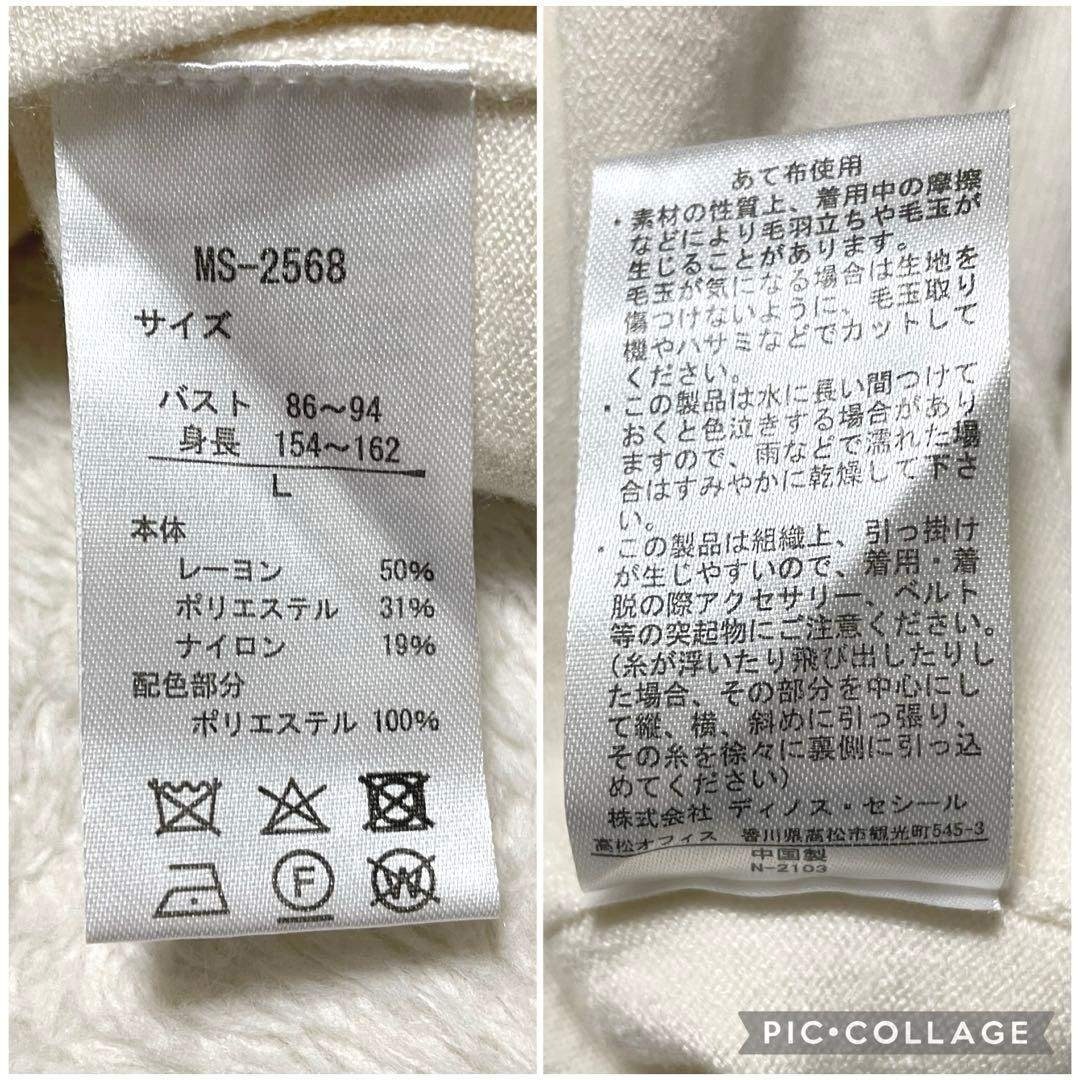 MS-2568
サイズ
バスト 86～94
身長 154～162
L
本体
レーヨン 50%
ポリエステル 31%
ナイロン 19%
配色部分
ポリエステル 100%
F
W
あて布使用
・素材の性質上、着用中の摩擦
などにより毛羽立ちや毛玉が
生じることがあります。
毛玉が気になる場合は生地を
傷つけないように、毛玉取り
機やハサミなどでカットして
ください。
・この製品は水に長い間つけて
おくと色泣きする場合があり
ますので、雨などで濡れた場
合はすみやかに乾燥して下さ
い。
・この製品は組織上、引っ掛け
が生じやすいので、着用・着
脱の際アクセサリー、ベルト
等の突起物にご注意ください。
(糸が浮いたり飛び出したりし
た場合、その部分を中心にし
て縦、横、斜めに引っ張り、
その糸を徐々に裏側に引っ込
めてください)
株式会社 ディノス・セシール
高松オフィス 香川県高松市観光町545-3
中国製
N-2103
PIC•COLLAGE